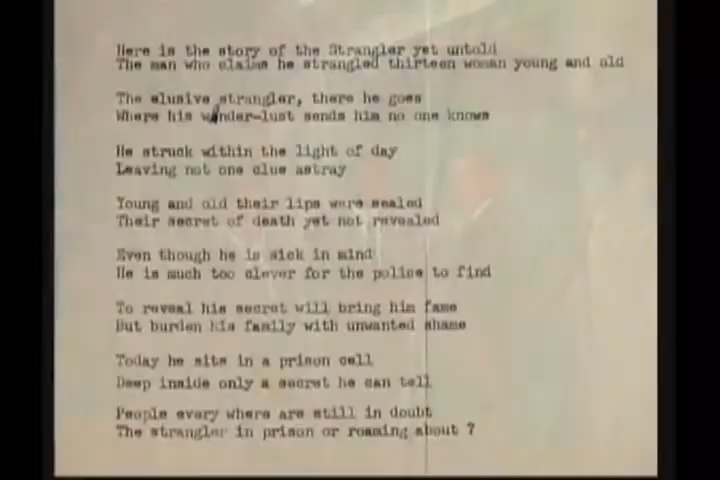 Here is the story of the Strangler yet untold
The man who claims he strangled thirteen woman young and old
The elusive strangler, there he goes
Where his wander-lust sends him no one knows
He struck within the light of day
Leaving not one clue astray
Young and old their lips were sealed
Their secret of death yet not revealed
Even though he is sick in mind
He is much too clever for the police to find
To reveal his secret will bring him fame
But burden his family with unwanted shame
Today he sits in a prison cell
Deep inside only a secret he can tell
People every where are still in doubt
The strangler in prison or roaming about ?